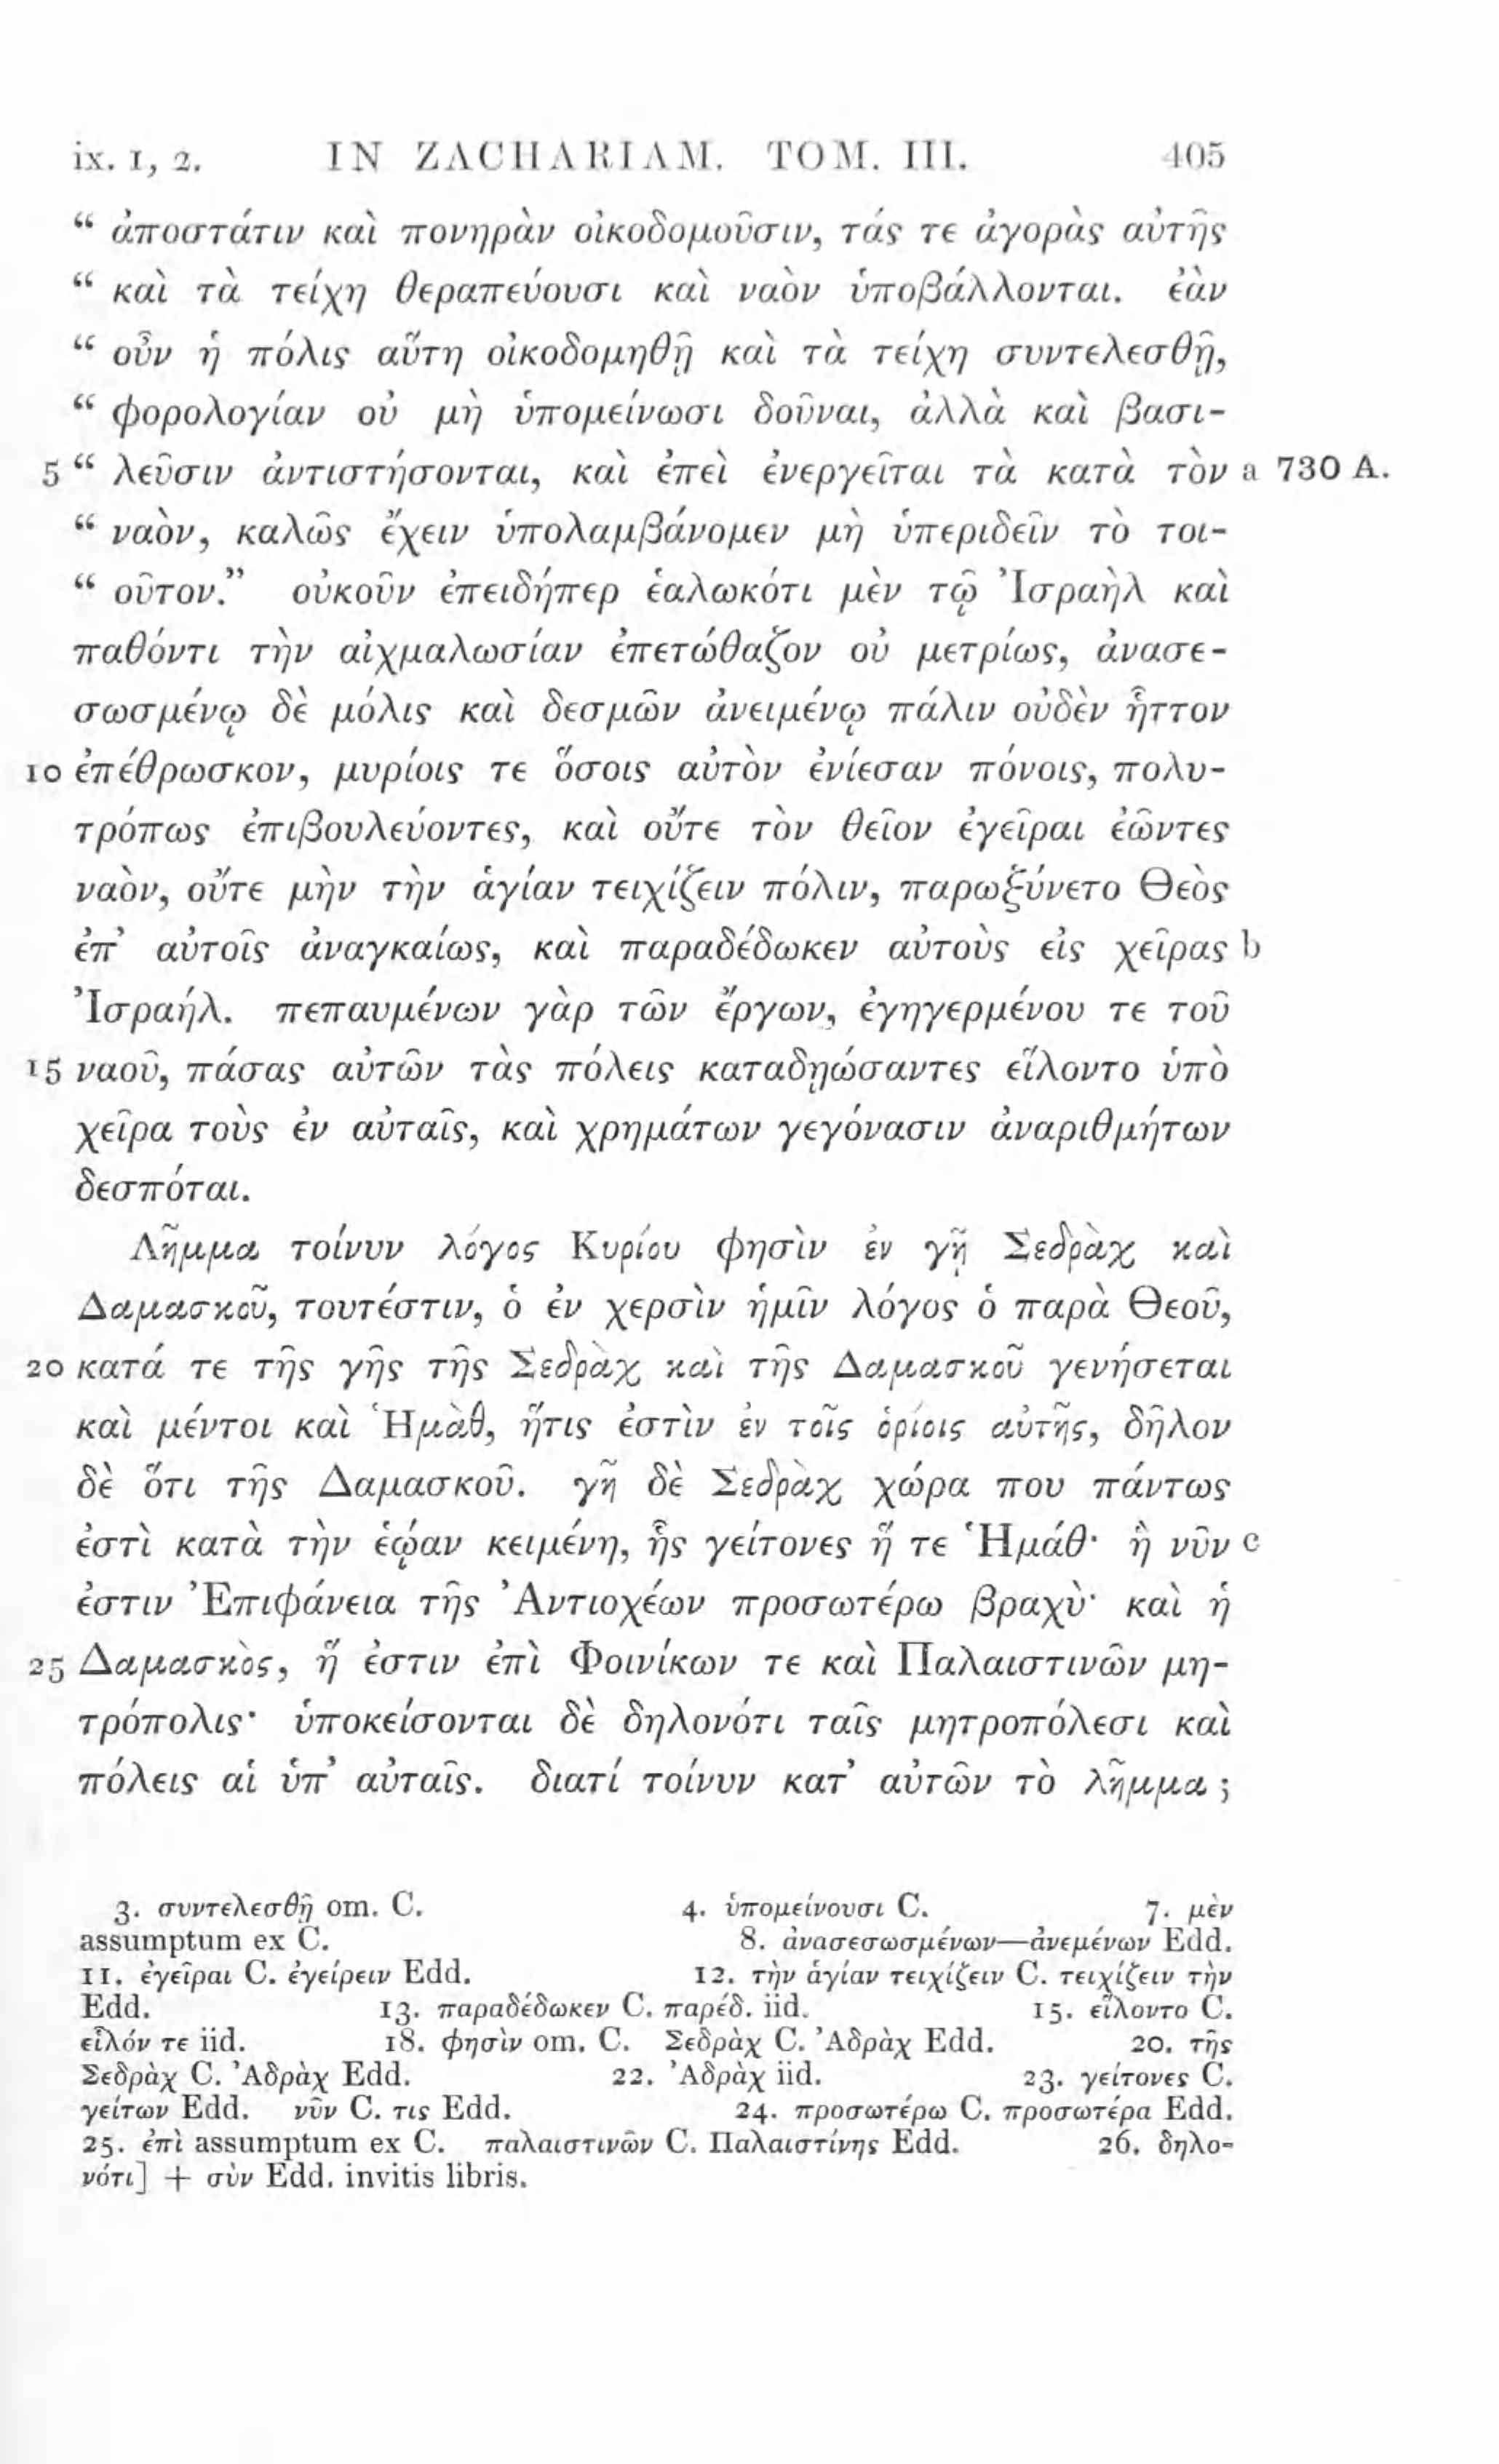 ix. 1, 2. IN ZACHARIAM. TOM. III. 405
“ ἀποστάτιν καὶ πονηρὰν οἰκοδομοῦσιν, τάς τε ἀγορὰς αὐτῆς
“ καὶ τὰ τείχη θεραπεύουσι καὶ ναὸν ὑποβάλλονται. ἐὰν
“ οὖν ἡ πόλις αὕτη οἰκοδομηθῇ καὶ τὰ τείχη συντελεσθῇ,
“ φορολογίαν οὐ μὴ ὑπομείνωσι δοῦναι, ἀλλὰ καὶ βασι-
5 “ λεῦσιν ἀντιστήσονται, καὶ ἐπεὶ ἐνεργεῖται τὰ κατὰ τὸν a 730 A.
“ ναὸν, καλῶς ἔχειν ὑπολαμβάνομεν μὴ ὑπεριδεῖν τὸ τοι-
“ οῦτον.” οὐκοῦν ἐπειδήπερ ἑαλωκότι μὲν τῷ Ἰσραὴλ καὶ
παθόντι τὴν αἰχμαλωσίαν ἐπετώθαζον οὐ μετρίως, ἀνασε-
σωσμένῳ δὲ μόλις καὶ δεσμῶν ἀνειμένῳ πάλιν οὐδὲν ἧττον
10 ἐπέθρωσκον, μυρίοις τε ὅσοις αὐτὸν ἐνίεσαν πόνοις, πολυ-
τρόπως ἐπιβουλεύοντες, καὶ οὔτε τὸν θεῖον ἐγεῖραι ἐῶντες
ναὸν, οὔτε μὴν τὴν ἁγίαν τειχίζειν πόλιν, παρωξύνετο Θεὸς
ἐπ’ αὐτοῖς ἀναγκαίως, καὶ παραδέδωκεν αὐτοὺς εἰς χεῖρας b
Ἰσραήλ. πεπαυμένων γὰρ τῶν ἔργων, ἐγηγερμένου τε τοῦ
15 ναοῦ, πάσας αὐτῶν τὰς πόλεις καταδῃώσαντες εἵλοντο ὑπὸ
χεῖρα τοὺς ἐν αὐταῖς, καὶ χρημάτων γεγόνασιν ἀναριθμήτων
δεσπόται.
Λῆμμα τοίνυν λόγος Κυρίου φησὶν ἐν γῇ Σεδρὰχ καὶ
Δαμασκοῦ, τουτέστιν, ὁ ἐν χερσὶν ἡμῖν λόγος ὁ παρὰ Θεοῦ,
20 κατά τε τῆς γῆς τῆς Σεδρὰχ καὶ τῆς Δαμασκοῦ γενήσεται
καὶ μέντοι καὶ Ἡμὰθ, ἥτις ἐστὶν ἐν τοῖς ὁρίοις αὐτῆς, δῆλον
δὲ ὅτι τῆς Δαμασκοῦ. γῆ δὲ Σεδρὰχ χώρα που πάντως
ἐστὶ κατὰ τὴν ἑῴαν κειμένη, ἧς γείτονες ἥ τε Ἡμάθ· ἣ νῦν c
ἐστιν Ἐπιφάνεια τῆς Ἀντιοχέων προσωτέρω βραχύ· καὶ ἡ
25 Δαμασκὸς, ἥ ἐστιν ἐπὶ Φοινίκων τε καὶ Παλαιστινῶν μη-
τρόπολις· ὑποκείσονται δὲ δηλονότι ταῖς μητροπόλεσι καὶ
πόλεις αἱ ὑπ’ αὐταῖς. διατί τοίνυν κατ’ αὐτῶν τὸ λῆμμα ;
3. συντελεσθῇ om. C. 4. ὑπομείνουσι C. 7. μὲν
assumptum ex C. 8. ἀνασεσωσμένων—ἀνεμένων Edd.
11. ἐγεῖραι C. ἐγείρειν Edd. 12. τὴν ἁγίαν τειχίζειν C. τειχίζειν τὴν
Edd. 13. παραδέδωκεν C. παρέδ. iid. 15. εἵλοντο C.
εἷλόν τε iid. 18. φησὶν om. C. Σεδρὰχ C. Ἀδρὰχ Edd. 20. τῆς
Σεδρὰχ C. Ἀδρὰχ Edd. 22. Ἀδρὰχ iid. 23. γείτονες C.
γείτων Edd. νῦν C. τις Edd. 24. προσωτέρω C. προσωτέρα Edd.
25. ἐπὶ assumptum ex C. παλαιστινῶν C. Παλαιστίνης Edd. 26. δηλο-
νότι] + σὺν Edd. invitis libris.